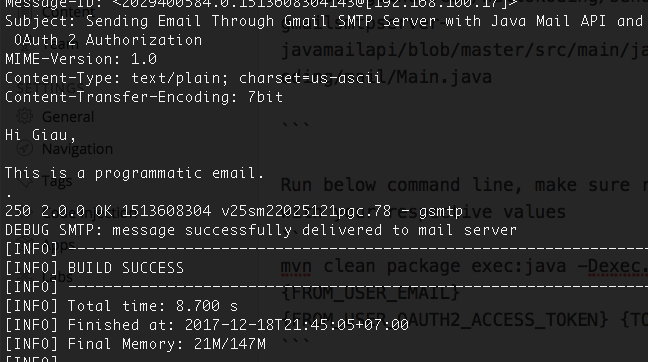 Message-ID: <2029400584.0.1513608304143@[192.168.100.17]>
Subject: Sending Email Through Gmail SMTP Server with Java Mail API and
OAuth 2 Authorization
MIME-Version: 1.0
Content-Type: text/plain; charset=us-ascii
Content-Transfer-Encoding: 7bit
Hi Giau,
This is a programmatic email.
.
250 2.0.0 OK 1513608304 v25sm22025121pgc.78 - gsmtp
DEBUG SMTP: message successfully delivered to mail server
[INFO] ------------------------------------------------------------------------
[INFO] BUILD SUCCESS
[INFO] ------------------------------------------------------------------------
[INFO] Total time: 8.700 s
[INFO] Finished at: 2017-12-18T21:45:05+07:00
[INFO] Final Memory: 21M/147M
[INFO]
General
Navigation
Tags
javamailapi/blob/master/src/main/ja
/Main.java
```
Run below command line, make sure r
values
mvn clean package exec:java -Dexec.
{FROM_USER_EMAIL}
{FROM_USER_OAUTH2_ACCESS_TOKEN} {TO
```